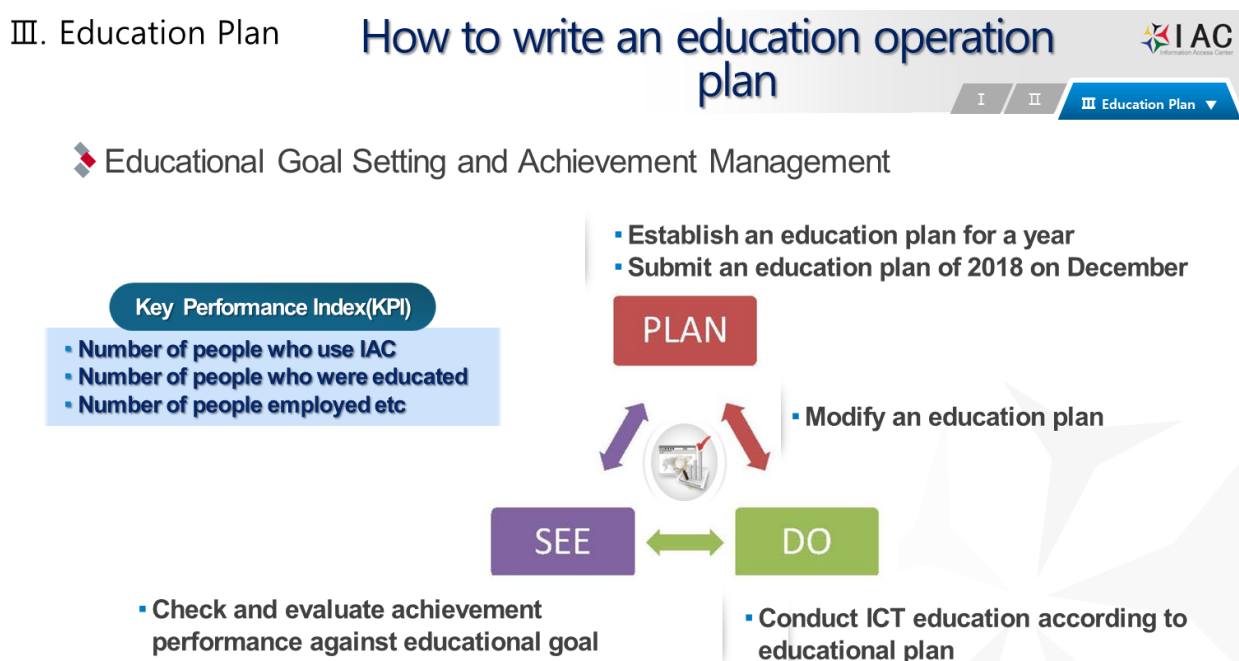 Ⅲ. Education Plan
How to write an education operation
plan
IAC
Information Access Center
Ⅰ
Ⅱ
Ⅲ Education Plan ▼
Educational Goal Setting and Achievement Management
▪ Establish an education plan for a year
▪ Submit an education plan of 2018 on December
Key Performance Index(KPI)
▪ Number of people who use IAC
▪ Number of people who were educated
▪ Number of people employed etc
PLAN
▪ Modify an education plan
SEE
DO
▪ Check and evaluate achievement
performance against educational goal
▪ Conduct ICT education according to
educational plan